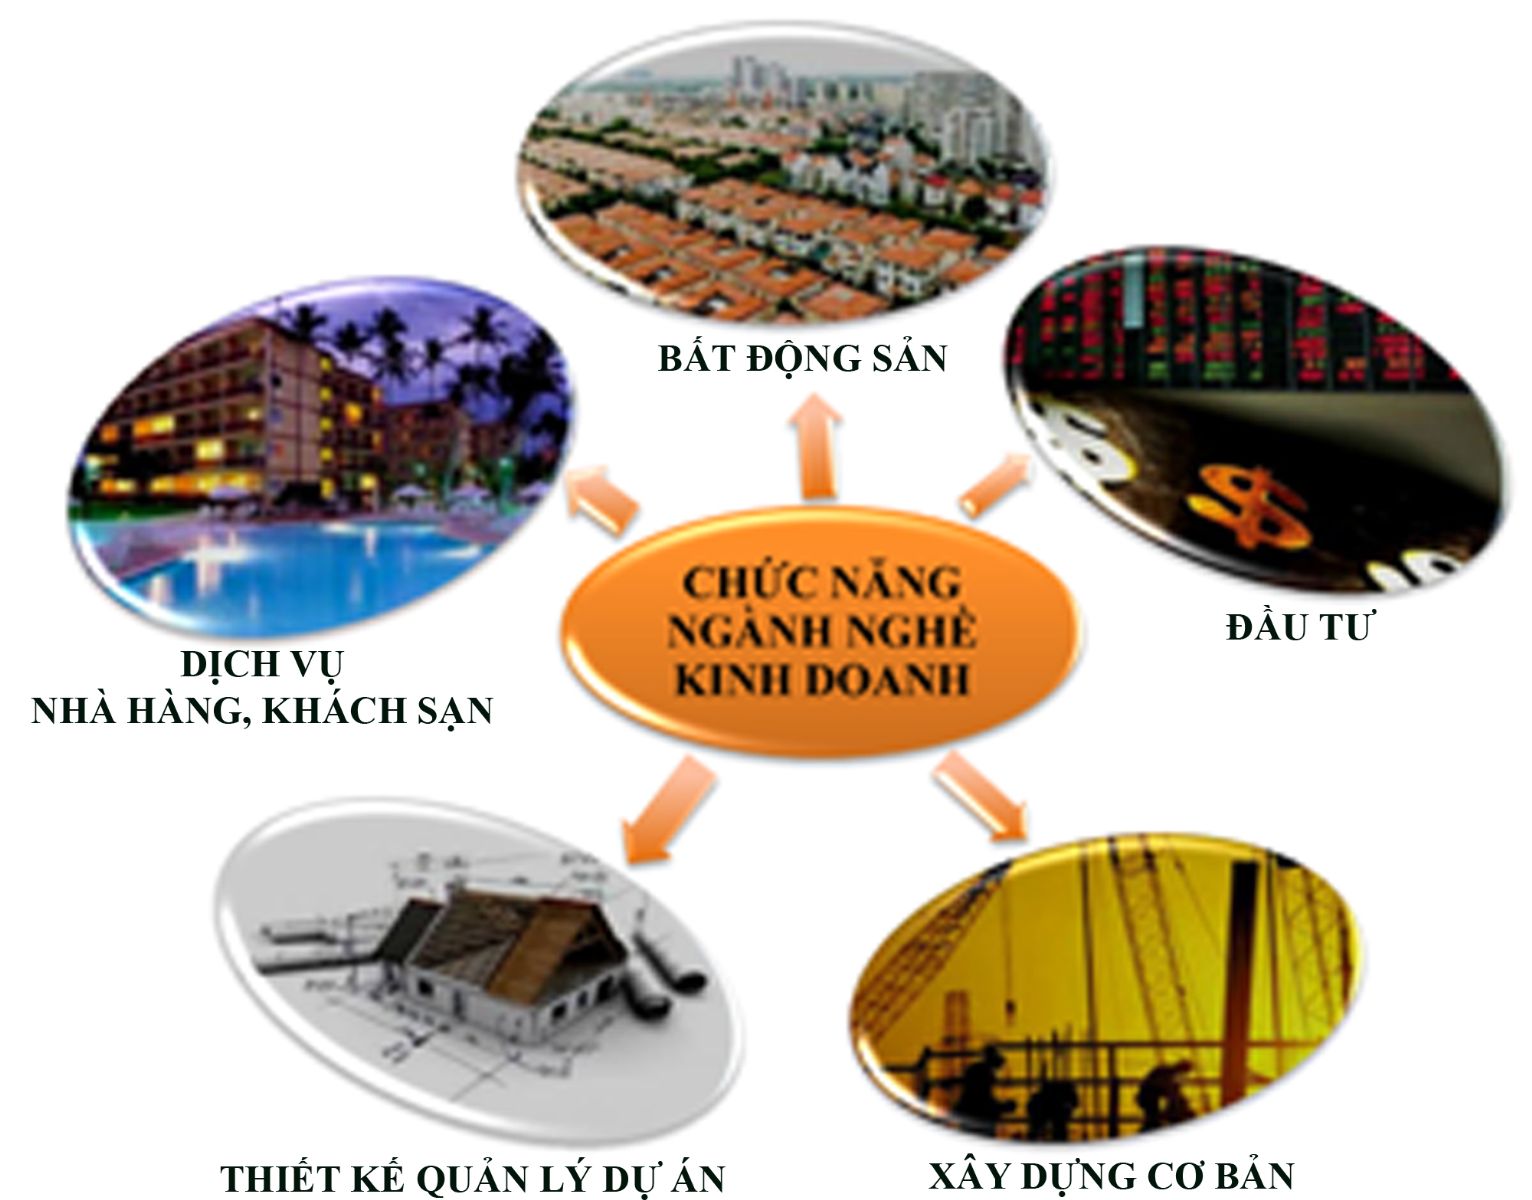 BẤT ĐỘNG SẢN
ĐẦU TƯ
CHỨC NĂNG
NGÀNH NGHỀ
KINH DOANH
DỊCH VỤ
NHÀ HÀNG, KHÁCH SẠN
THIẾT KẾ QUẢN LÝ DỰ ÁN
XÂY DỰNG CƠ BẢN